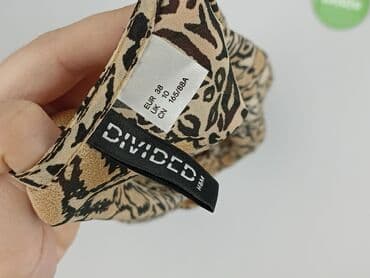 EUR 38
UK 10
CN 165/88A
DIVIDED
H&M